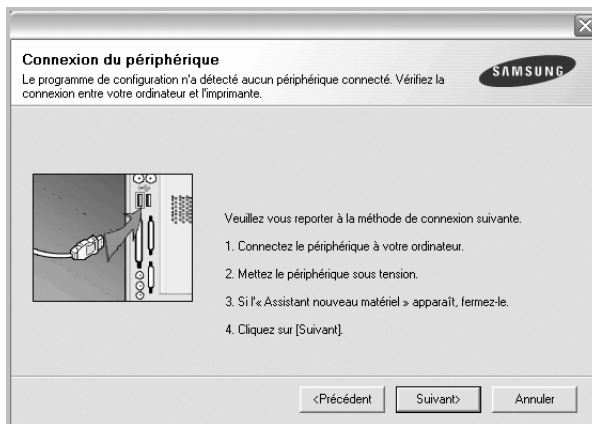 Connexion du périphérique
Le programme de configuration n'a détecté aucun périphérique connecté. Vérifiez la
connexion entre votre ordinateur et l'imprimante.
SAMSUNG
Veuillez vous reporter à la méthode de connexion suivante.
1. Connectez le périphérique à votre ordinateur.
2. Mettez le périphérique sous tension.
3. Si l'« Assistant nouveau matériel » apparaît, fermez-le.
4. Cliquez sur [Suivant].
<Précédent Suivant> Annuler